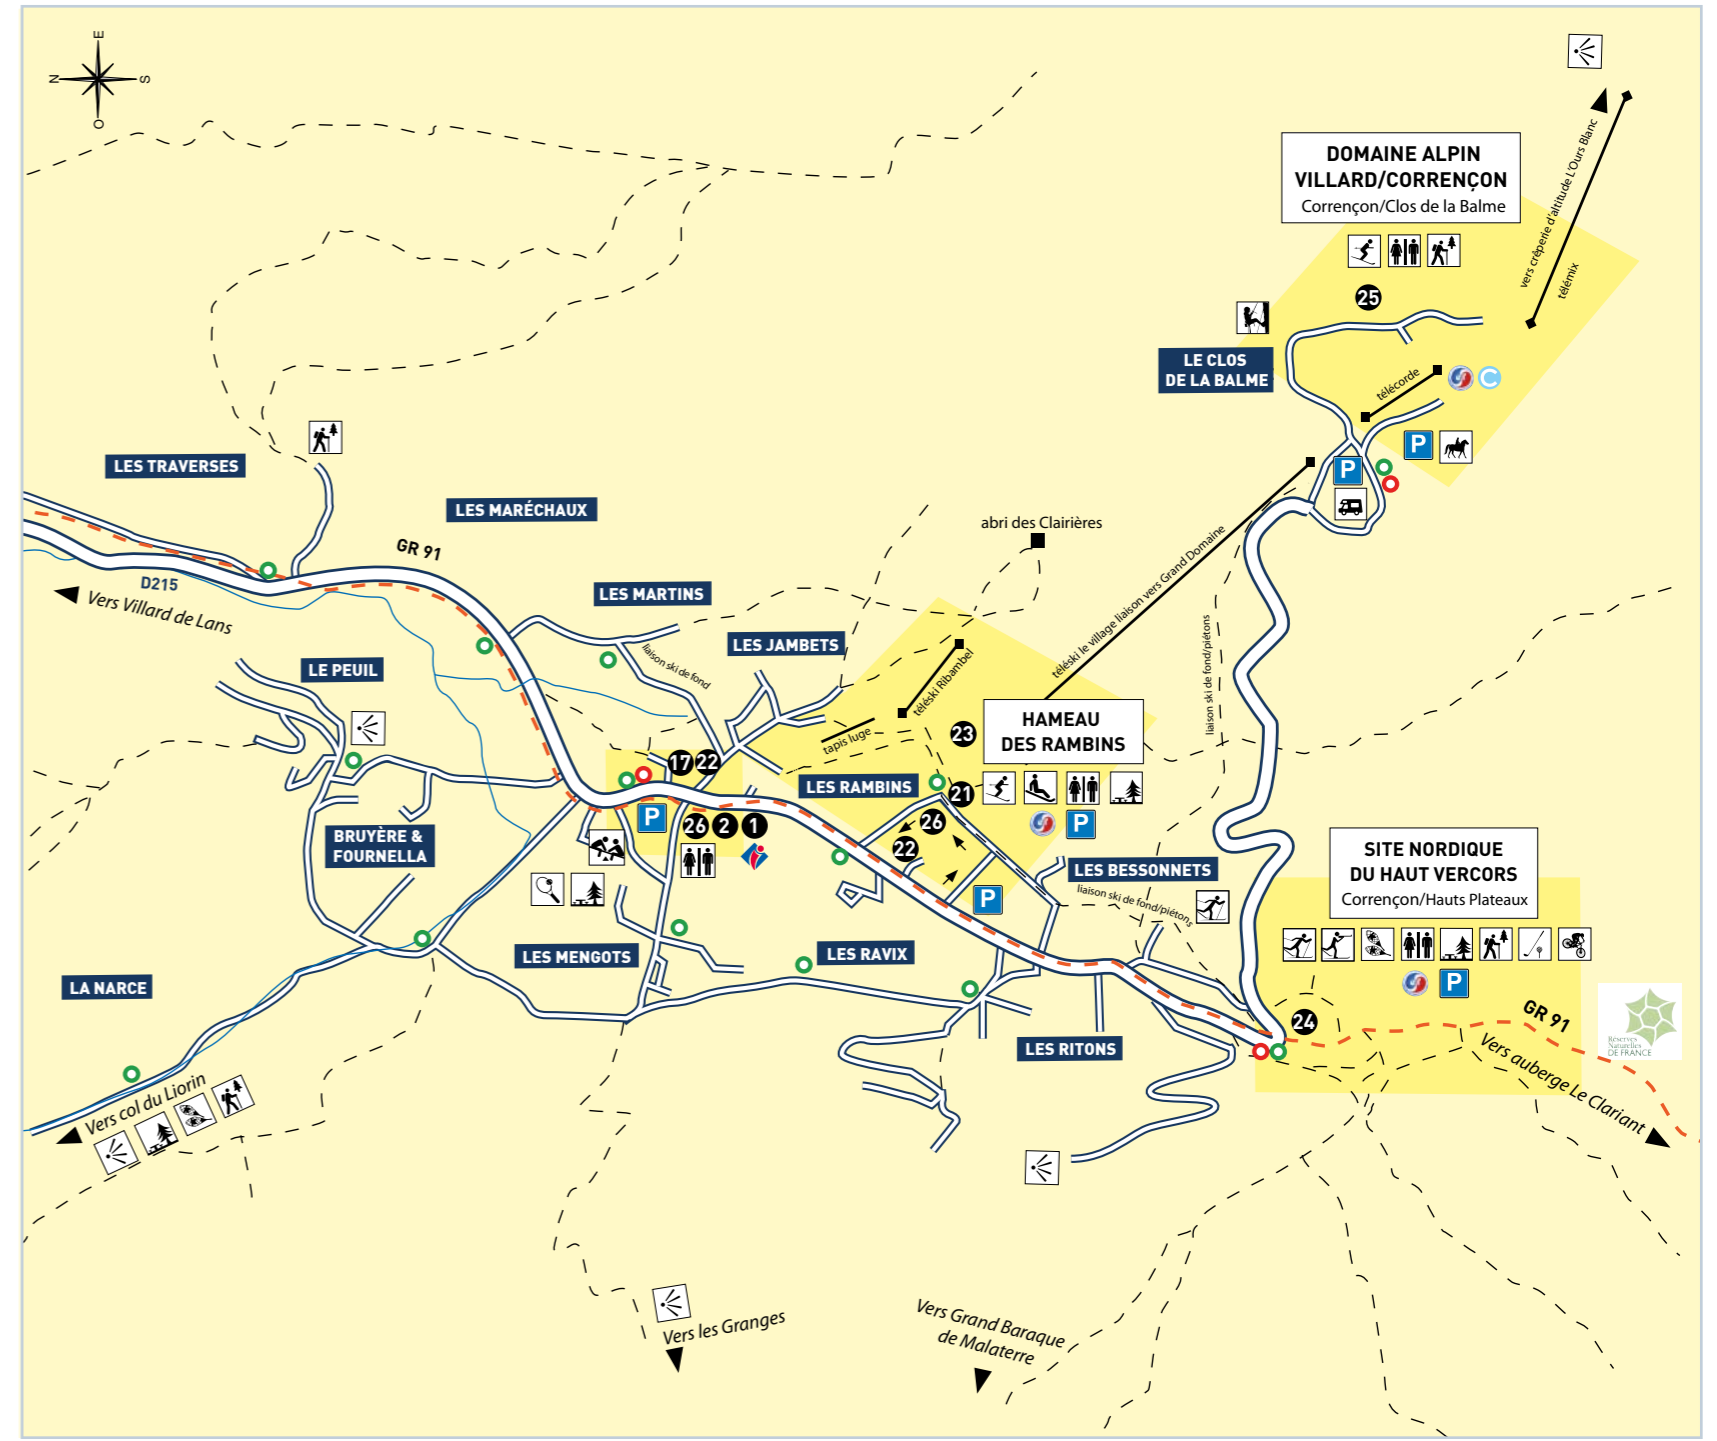 E
N
S
O
DOMAINE ALPIN
VILLARD/CORRENÇON
Corrençon/Clos de la Balme
vers crêperie d'altitude L'Ours Blanc
télémix
25
LE CLOS
DE LA BALME
télécorde
C
P
P
LES TRAVERSES
LES MARÉCHAUX
GR 91
D215
Vers Villard de Lans
abri des Clairières
LES MARTINS
LES JAMBETS
liaison ski de fond
LE PEUIL
téléski Ribambel
tapis luge
téléski le village liaison vers Grand Domaine
liaison ski de fond/piétons
HAMEAU
DES RAMBINS
23
17
22
LES RAMBINS
21
P
P
26
2
1
26
22
BRUYÈRE &
FOURNELLA
LES BESSONNETS
liaison ski de fond/piétons
P
SITE NORDIQUE
DU HAUT VERCORS
Corrençon/Hauts Plateaux
P
LES MENGOTS
LES RAVIX
LA NARCE
24
GR 91
LES RITONS
Réserves
Naturelles
DE FRANCE
Vers auberge Le Clariant
Vers col du Liorin
Vers les Granges
Vers Grand Baraque
de Malaterre